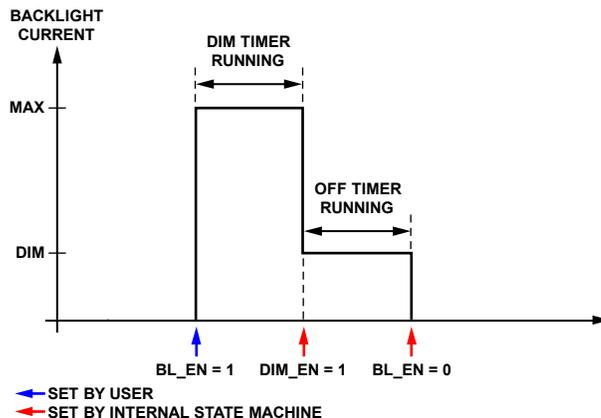 BACKLIGHT
CURRENT
DIM TIMER
RUNNING
MAX
OFF TIMER
RUNNING
DIM
BL_EN = 1 DIM_EN = 1 BL_EN = 0
SET BY USER
SET BY INTERNAL STATE MACHINE